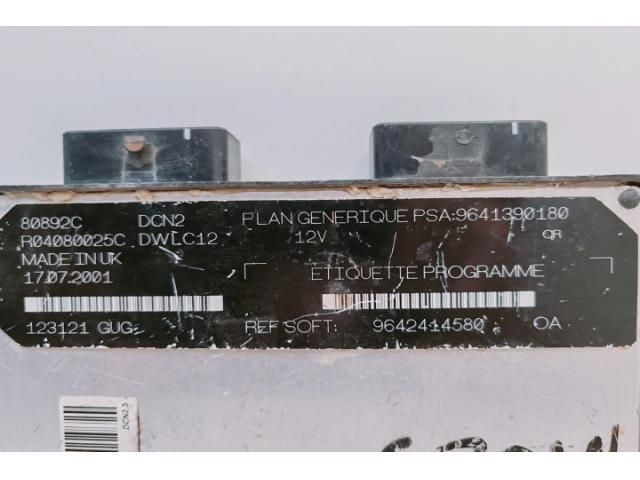 80892C DCN2 PLAN GENERIQUE PSA:9641390180
R04080025C DWLC12 12V QR
MADE IN UK
17.07.2001 ETIQUETTE PROGRAMME
123121 GUG REF SOFT: 9642414580 OA
DCN2.3